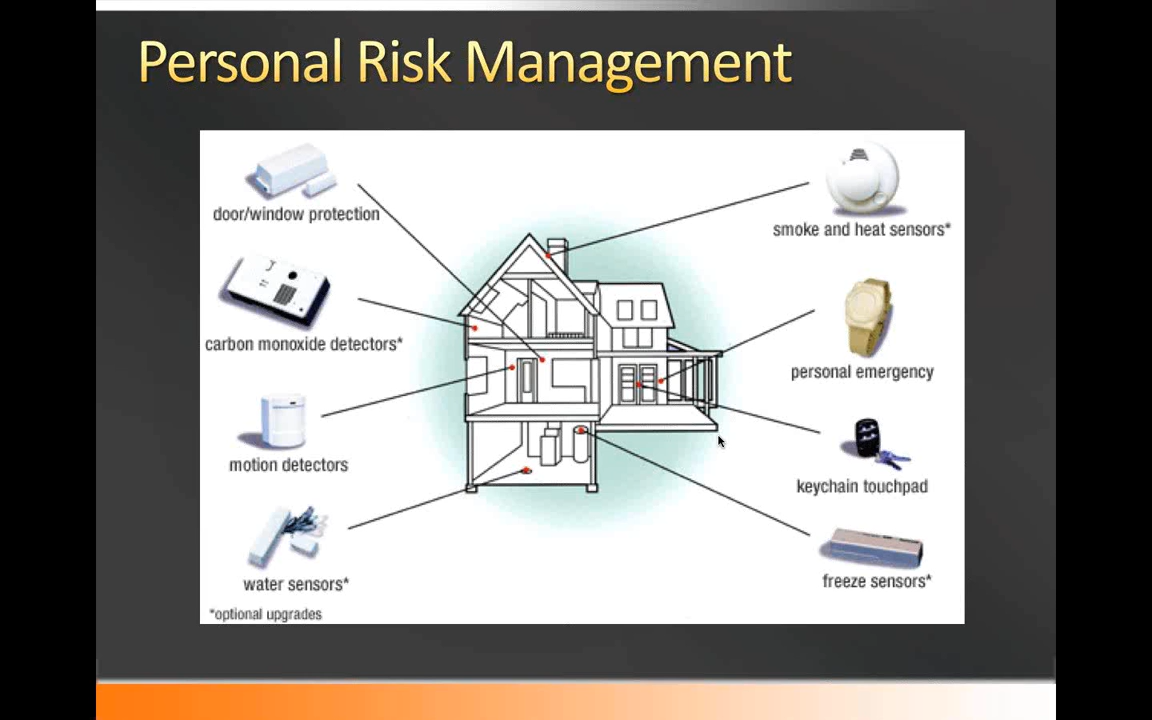 Personal Risk Management
door/window protection
smoke and heat sensors*
carbon monoxide detectors*
personal emergency
motion detectors
keychain touchpad
water sensors*
freeze sensors*
*optional upgrades